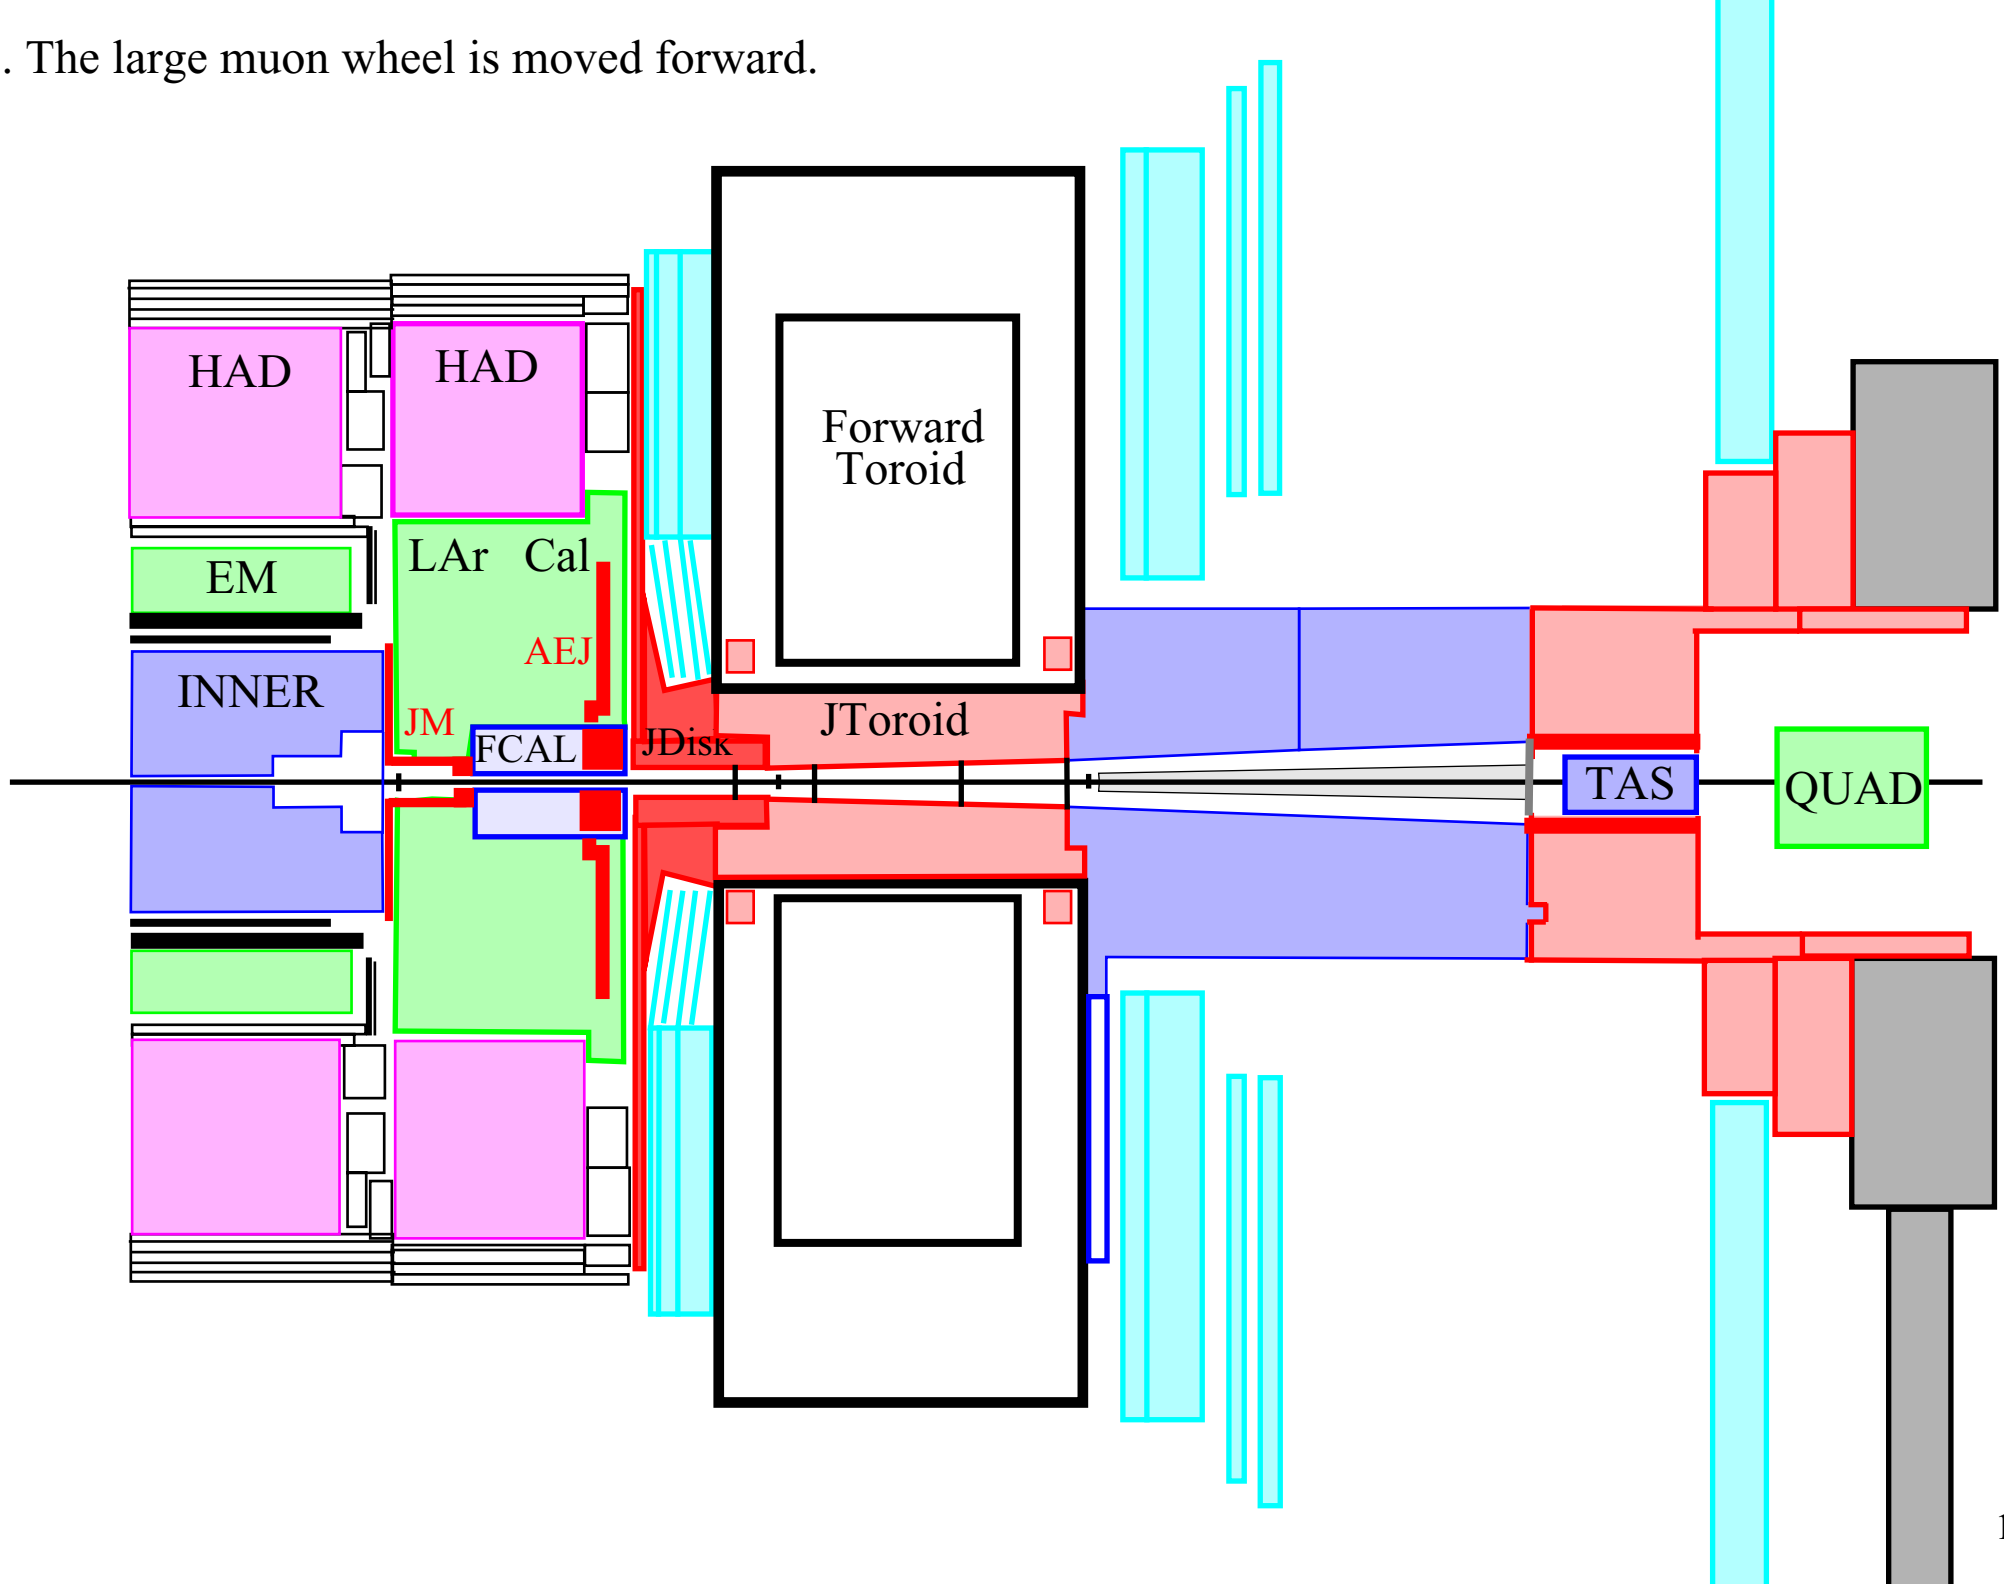 . The large muon wheel is moved forward.
HAD
HAD
Forward
Toroid
LAr Cal
EM
AEJ
INNER
JM
JToroid
FCAL
JDisk
TAS
QUAD